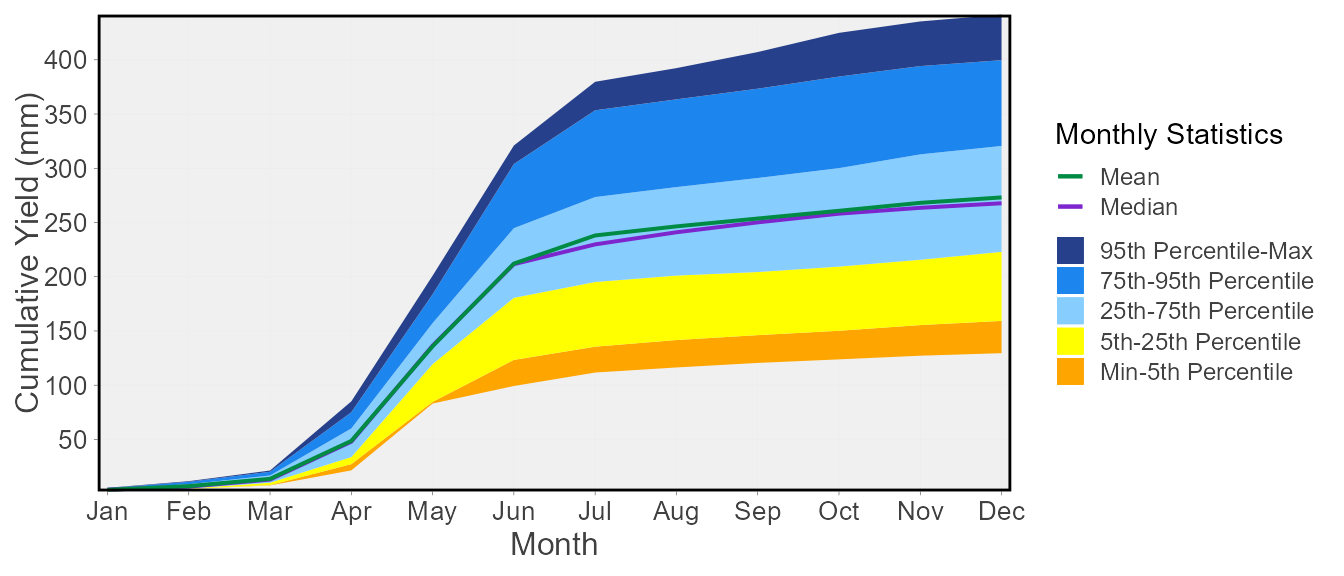 Cumulative Yield (mm)
400
350
300
250
200
150
100
50
Jan Feb Mar Apr May Jun Jul Aug Sep Oct Nov Dec
Month
Monthly Statistics
Mean
Median
95th Percentile-Max
75th-95th Percentile
25th-75th Percentile
5th-25th Percentile
Min-5th Percentile